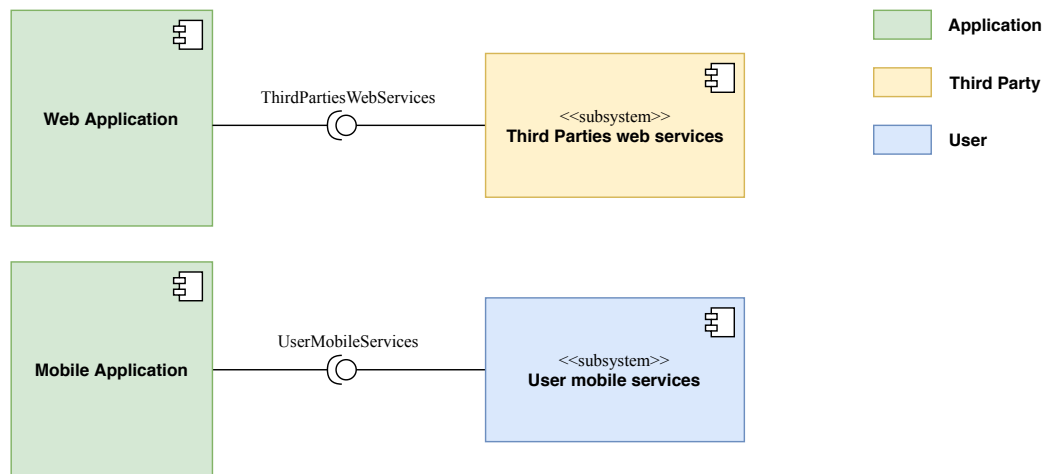 Web Application
ThirdPartiesWebServices
<<subsystem>>
Third Parties web services
Application
Third Party
User
Mobile Application
UserMobileServices
<<subsystem>>
User mobile services